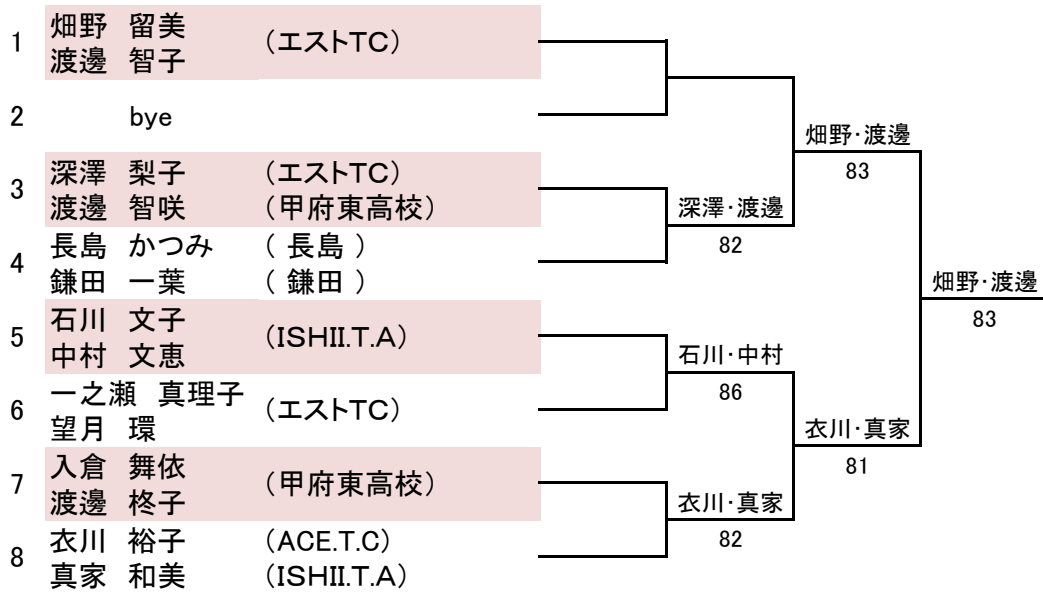 1 畑野 留美 (エストTC)
渡邊 智子
2 bye
畑野・渡邊
83
3 深澤 梨子 (エストTC)
渡邊 智咲 (甲府東高校)
深澤・渡邊
82
4 長島 かつみ ( 長島 )
鎌田 一葉 ( 鎌田 )
畑野・渡邊
83
5 石川 文子 (ISHII.T.A)
中村 文恵
石川・中村
86
6 一之瀬 真理子 (エストTC)
望月 環
衣川・真家
81
7 入倉 舞依 (甲府東高校)
渡邊 柊子
衣川・真家
82
8 衣川 裕子 (ACE.T.C)
真家 和美 (ISHII.T.A)